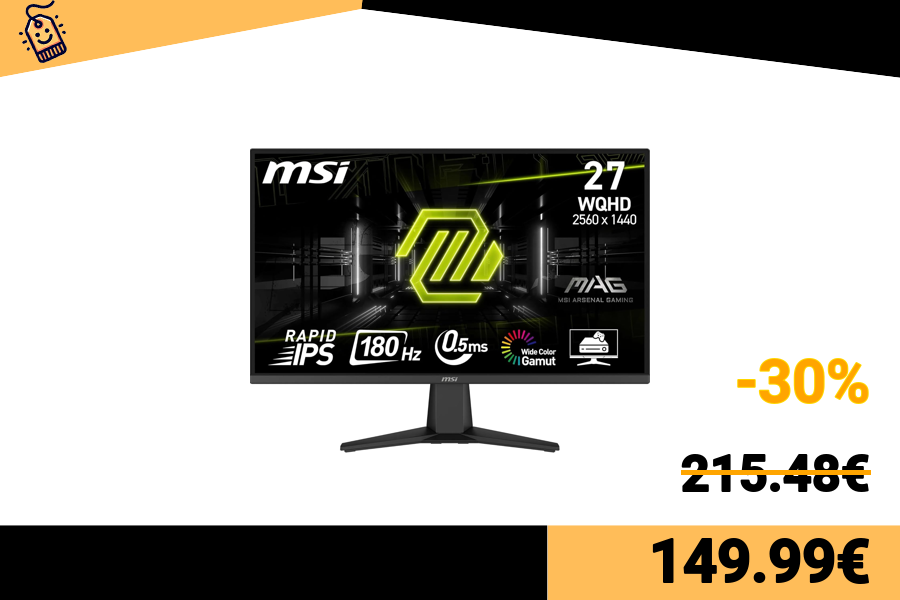 msi
27
WQHD
2560 x 1440
MAG
MSI ARSENAL GAMING
RAPID
IPS
180Hz
0.5ms
Wide Color
Gamut
msi
-30%
215.48€
149.99€